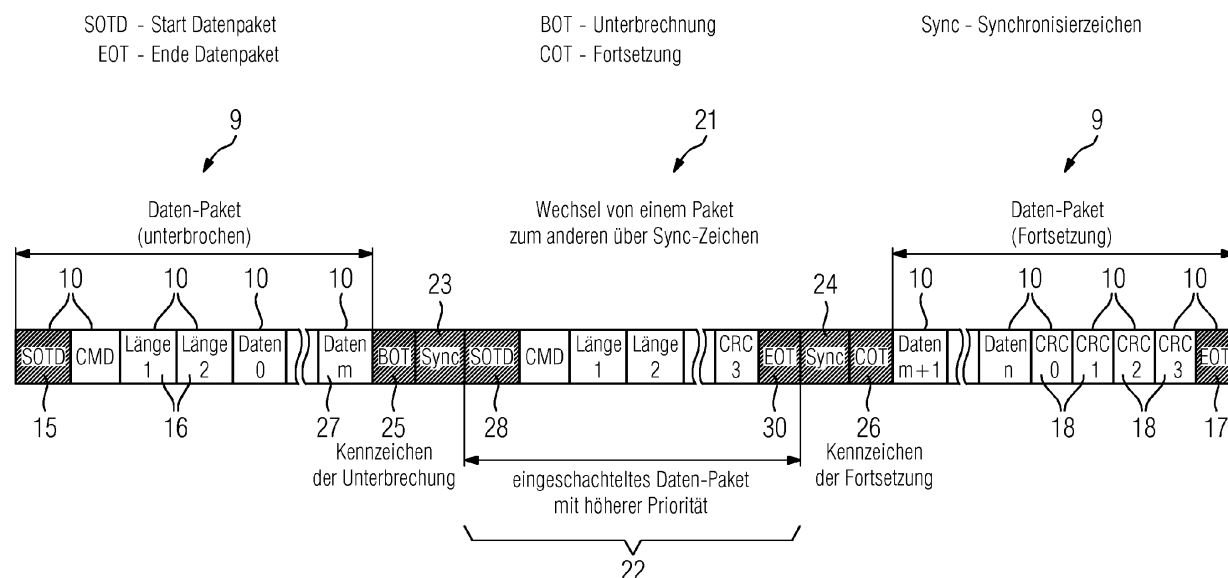 SOTD - Start Datenpaket
EOT - Ende Datenpaket
BOT - Unterbrechnung
COT - Fortsetzung
Sync - Synchronisierzeichen
9 21 9
Daten-Paket
(unterbrochen)
Wechsel von einem Paket
zum anderen über Sync-Zeichen
Daten-Paket
(Fortsetzung)
10 10 10 10 23 24 10 10 10 10
SOTD CMD Länge 1 Länge 2 Daten 0 Daten m BOT Sync SOTD CMD Länge 1 Länge 2 CRC 3 EOT Sync COT Daten m+1 Daten n CRC 0 CRC 1 CRC 2 CRC 3 EOT
15 16 27 25 28 30 26 18 18 17
Kennzeichen
der Unterbrechung
eingeschachteltes Daten-Paket
mit höherer Priorität
Kennzeichen
der Fortsetzung
22